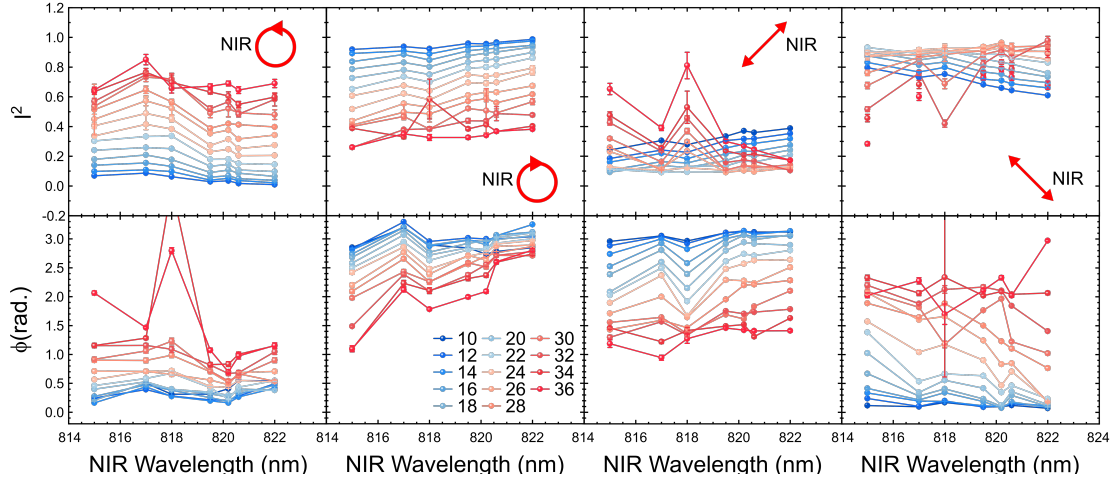 1.2
1.0
0.8
0.6
0.4
0.2
0.0
-0.2
I²
NIR
NIR
NIR
NIR
3.0
2.5
2.0
1.5
1.0
0.5
0.0
ϕ(rad.)
10 20 30
12 22 32
14 24 34
16 26 36
18 28
814 816 818 820 822 814 816 818 820 822 814 816 818 820 822 814 816 818 820 822 824
NIR Wavelength (nm) NIR Wavelength (nm) NIR Wavelength (nm) NIR Wavelength (nm)